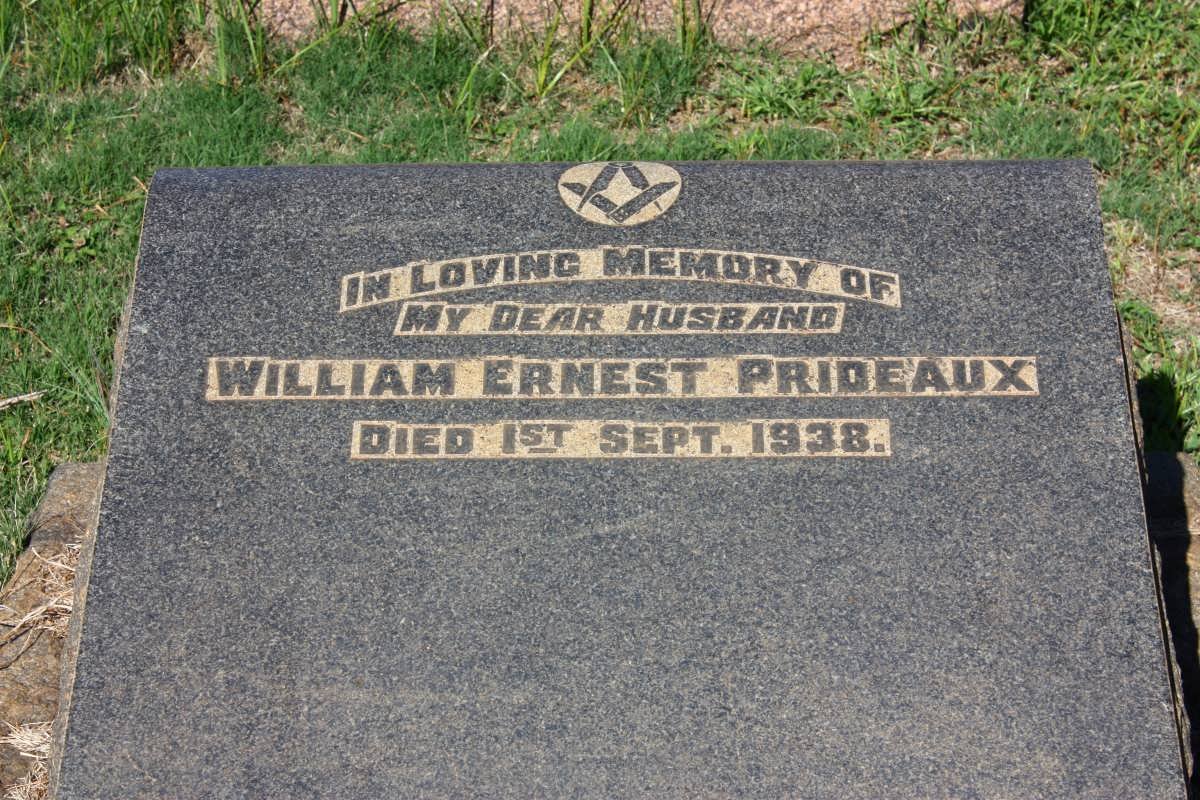 IN LOVING MEMORY OF
MY DEAR HUSBAND
WILLIAM ERNEST PRIDEAUX
DIED 1ST SEPT. 1938.